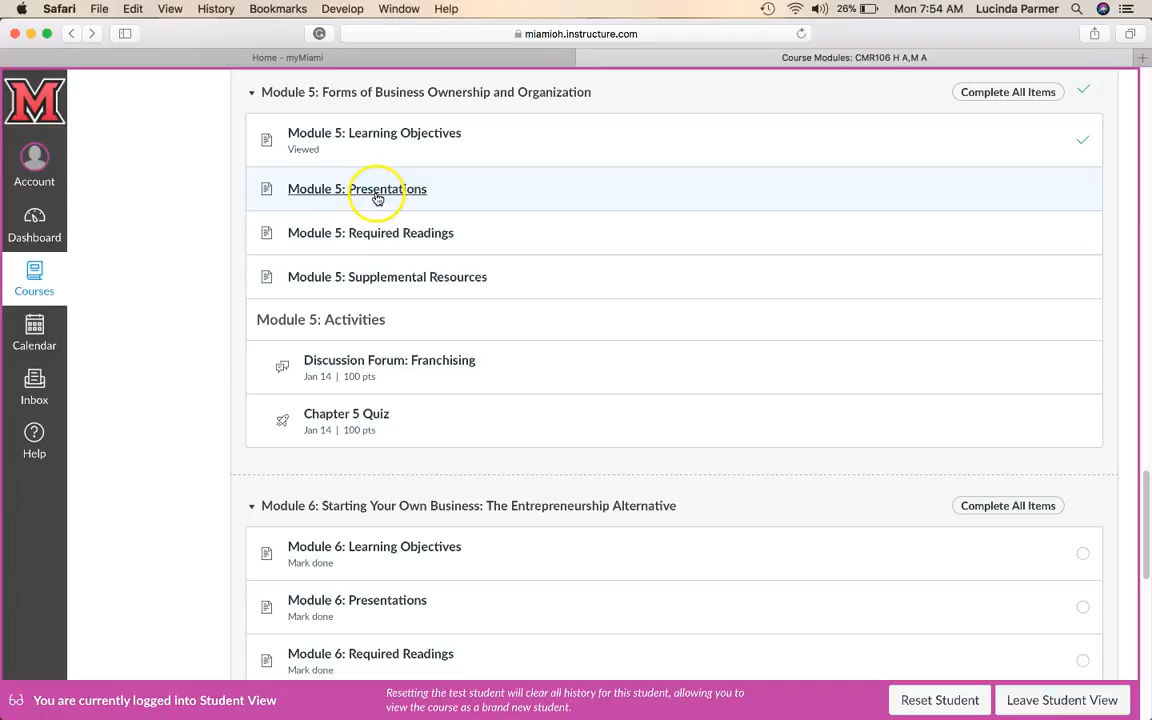 Safari File Edit View History Bookmarks Develop Window Help 26% Mon 7:54 AM Lucinda Parmer
miamioh.instructure.com
Home - myMiami Course Modules: CMR106 H A,M A
M
Account
Dashboard
Courses
Calendar
Inbox
Help
Module 5: Forms of Business Ownership and Organization Complete All Items
Module 5: Learning Objectives
Viewed
Module 5: Presentations
Module 5: Required Readings
Module 5: Supplemental Resources
Module 5: Activities
Discussion Forum: Franchising
Jan 14 | 100 pts
Chapter 5 Quiz
Jan 14 | 100 pts
Module 6: Starting Your Own Business: The Entrepreneurship Alternative Complete All Items
Module 6: Learning Objectives
Mark done
Module 6: Presentations
Mark done
Module 6: Required Readings
Mark done
You are currently logged into Student View
Resetting the test student will clear all history for this student, allowing you to
view the course as a brand new student.
Reset Student Leave Student View